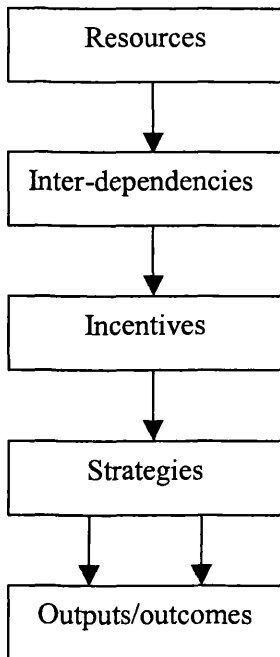 Resources
Inter-dependencies
Incentives
Strategies
Outputs/outcomes